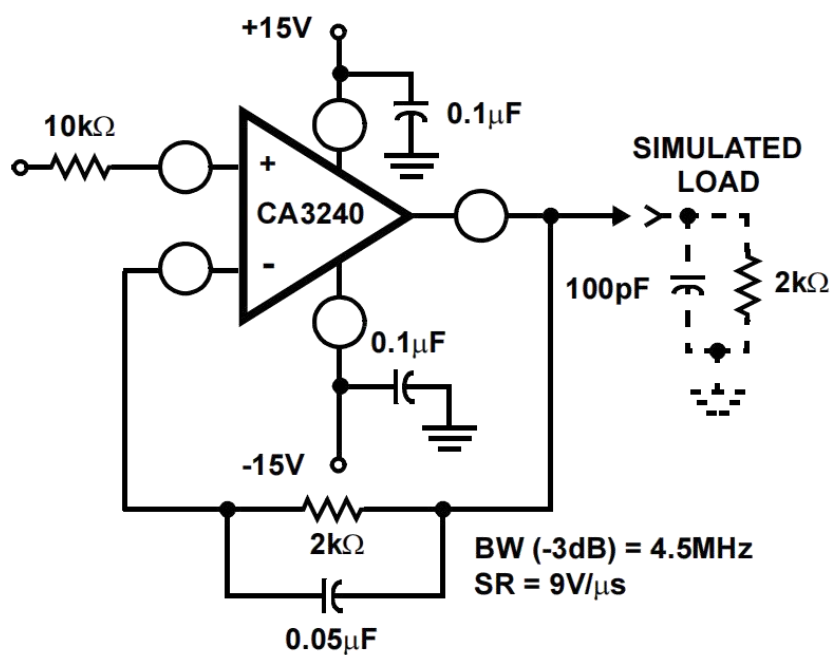 +15V
0.1μF
10kΩ
SIMULATED
LOAD
+
CA3240
-
100pF
2kΩ
0.1μF
-15V
2kΩ
BW (-3dB) = 4.5MHz
SR = 9V/μs
0.05μF